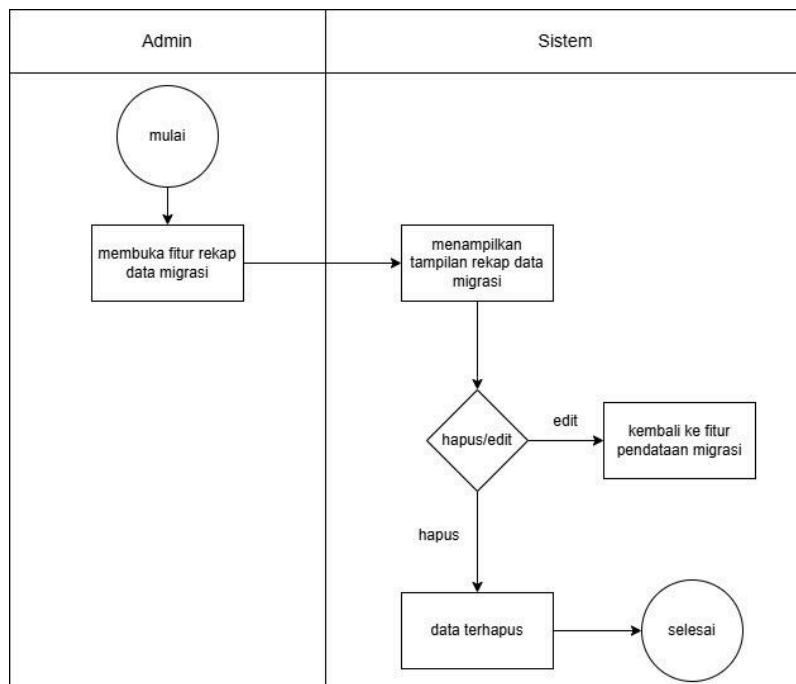 Admin
Sistem
mulai
membuka fitur rekap
data migrasi
menampilkan
tampilan rekap data
migrasi
hapus/edit
edit
kembali ke fitur
pendataan migrasi
hapus
data terhapus
selesai